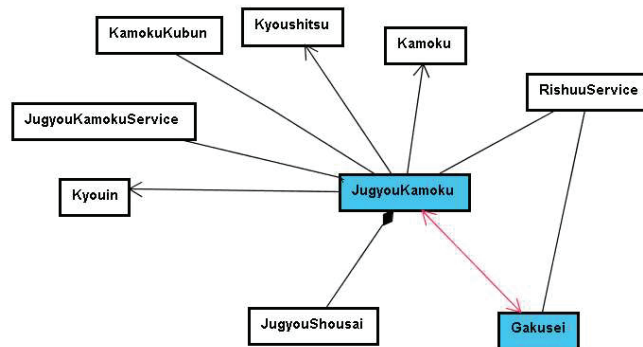 Kyoushitsu
KamokuKubun
Kamoku
RishuuService
JugyouKamokuService
Kyouin
JugyouKamoku
JugyouShousai
Gakusei